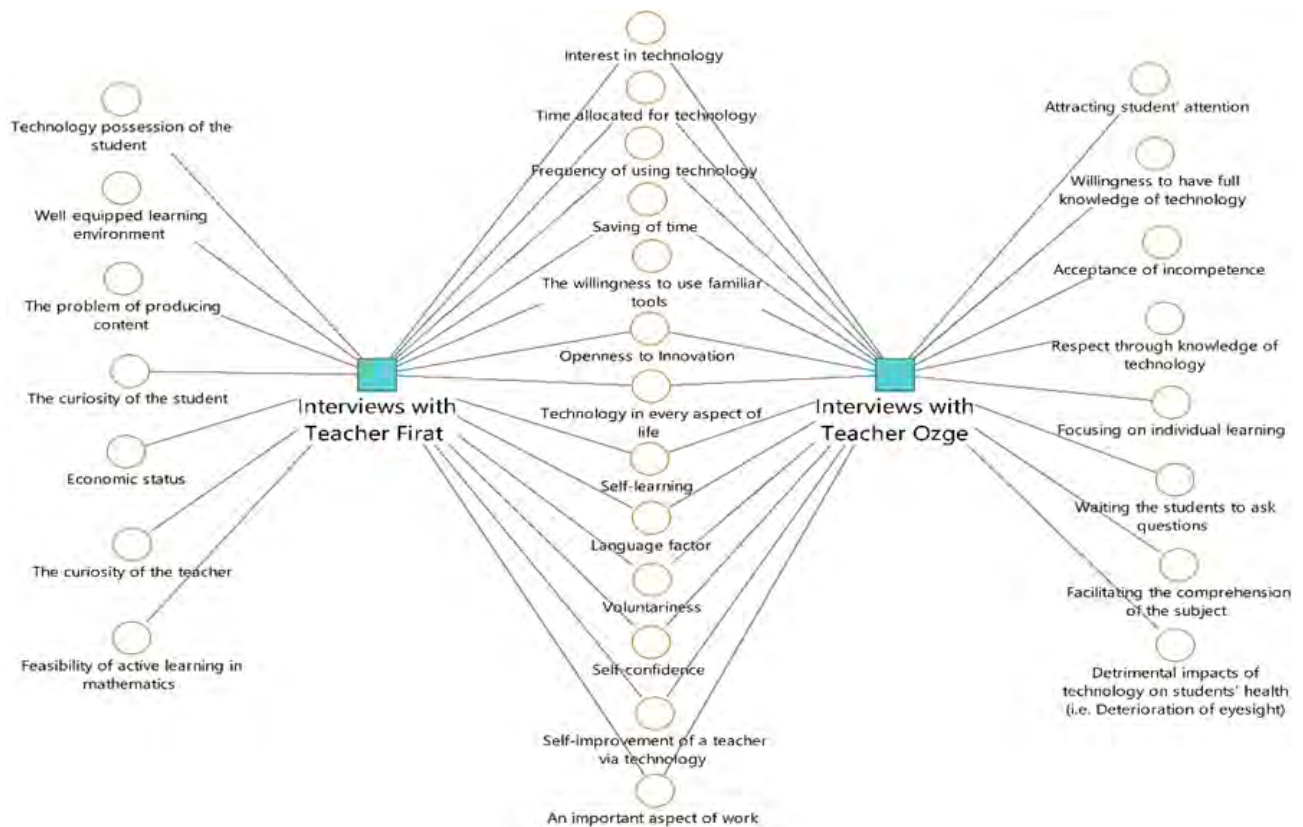 Technology possession of the
student
Well equipped learning
environment
The problem of producing
content
The curiosity of the student
Economic status
The curiosity of the teacher
Feasibility of active learning in
mathematics
Interviews with
Teacher Firat
Interest in technology
Time allocated for technology
Frequency of using technology
Saving of time
The willingness to use familiar
tools
Openness to Innovation
Technology in every aspect of
life
Self-learning
Language factor
Voluntariness
Self-confidence
Self-improvement of a teacher
via technology
An important aspect of work
Interviews with
Teacher Ozge
Attracting student' attention
Willingness to have full
knowledge of technology
Acceptance of incompetence
Respect through knowledge of
technology
Focusing on individual learning
Waiting the students to ask
questions
Facilitating the comprehension
of the subject
Detrimental impacts of
technology on students' health
(i.e. Deterioration of eyesight)